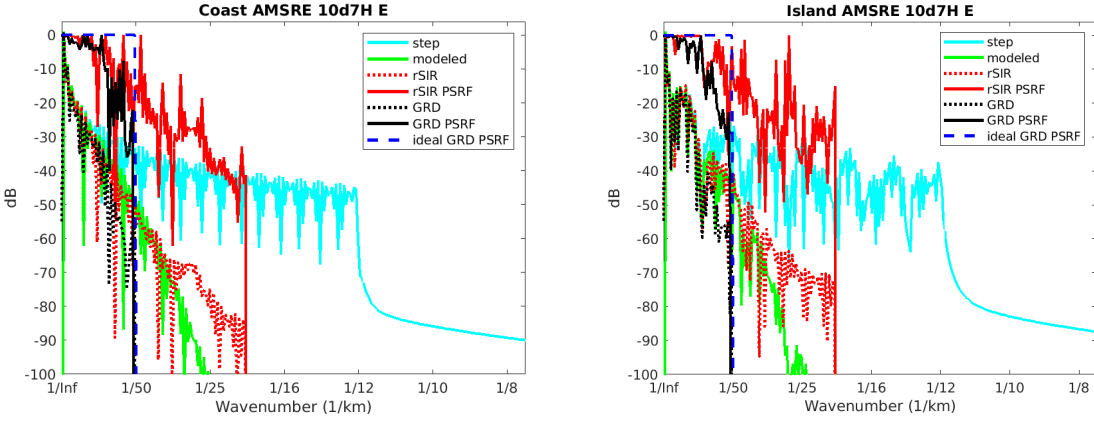 Coast AMSRE 10d7H E
0
-10
-20
-30
-40
-50
-60
-70
-80
-90
-100
dB
step
modeled
rSIR
rSIR PSRF
GRD
GRD PSRF
ideal GRD PSRF
1/Inf 1/50 1/25 1/16 1/12 1/10 1/8
Wavenumber (1/km)
Island AMSRE 10d7H E
0
-10
-20
-30
-40
-50
-60
-70
-80
-90
-100
dB
step
modeled
rSIR
rSIR PSRF
GRD
GRD PSRF
ideal GRD PSRF
1/Inf 1/50 1/25 1/16 1/12 1/10 1/8
Wavenumber (1/km)